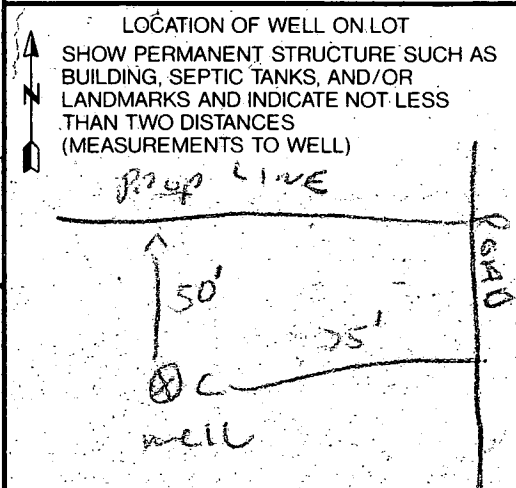 LOCATION OF WELL ON LOT
N
SHOW PERMANENT STRUCTURE SUCH AS
BUILDING, SEPTIC TANKS, AND/OR
LANDMARKS AND INDICATE NOT LESS
THAN TWO DISTANCES
(MEASUREMENTS TO WELL)
LINE
ROAD
50'
well